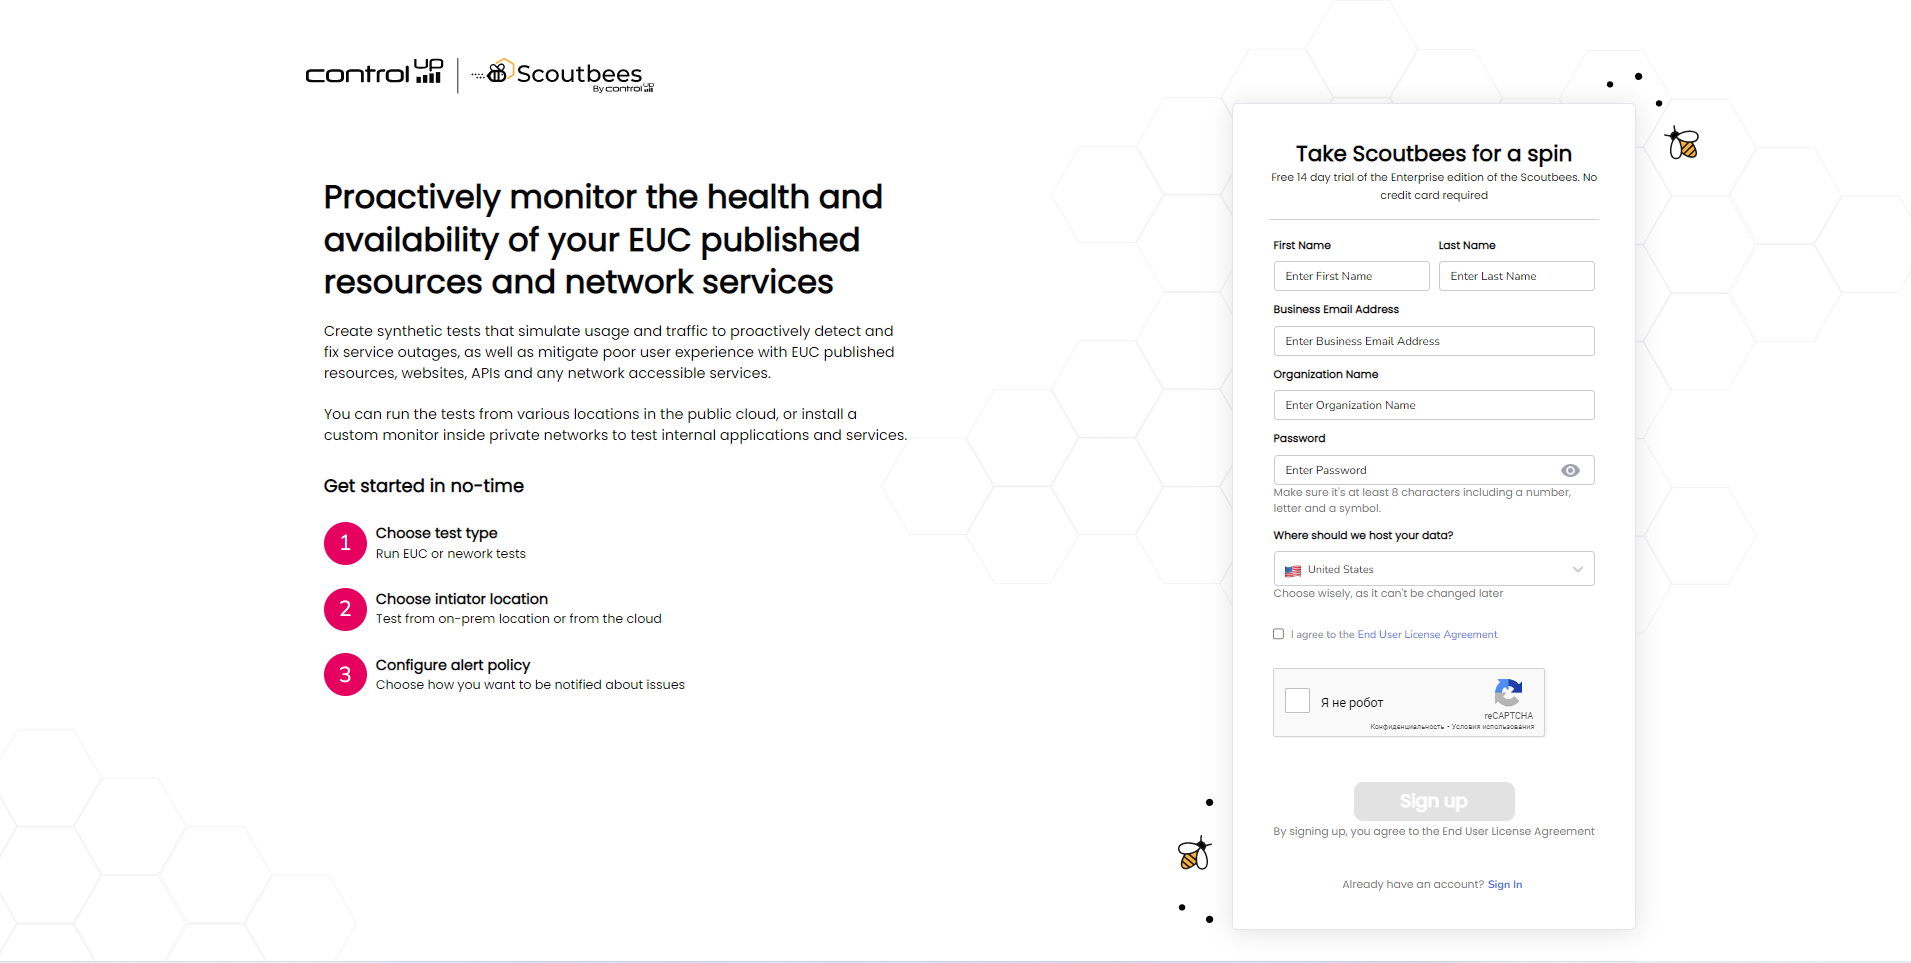 control up
Scoutbees
By control up
Proactively monitor the health and
availability of your EUC published
resources and network services
Create synthetic tests that simulate usage and traffic to proactively detect and
fix service outages, as well as mitigate poor user experience with EUC published
resources, websites, APIs and any network accessible services.
You can run the tests from various locations in the public cloud, or install a
custom monitor inside private networks to test internal applications and services.
Get started in no-time
1
Choose test type
Run EUC or nework tests
2
Choose intiator location
Test from on-prem location or from the cloud
3
Configure alert policy
Choose how you want to be notified about issues
Take Scoutbees for a spin
Free 14 day trial of the Enterprise edition of the Scoutbees. No
credit card required
First Name
Last Name
Enter First Name
Enter Last Name
Business Email Address
Enter Business Email Address
Organization Name
Enter Organization Name
Password
Enter Password
Make sure it's at least 8 characters including a number,
letter and a symbol.
Where should we host your data?
United States
Choose wisely, as it can't be changed later
I agree to the End User License Agreement
Я не робот
reCAPTCHA
Конфиденциальность - Условия использования
Sign up
By signing up, you agree to the End User License Agreement
Already have an account? Sign In